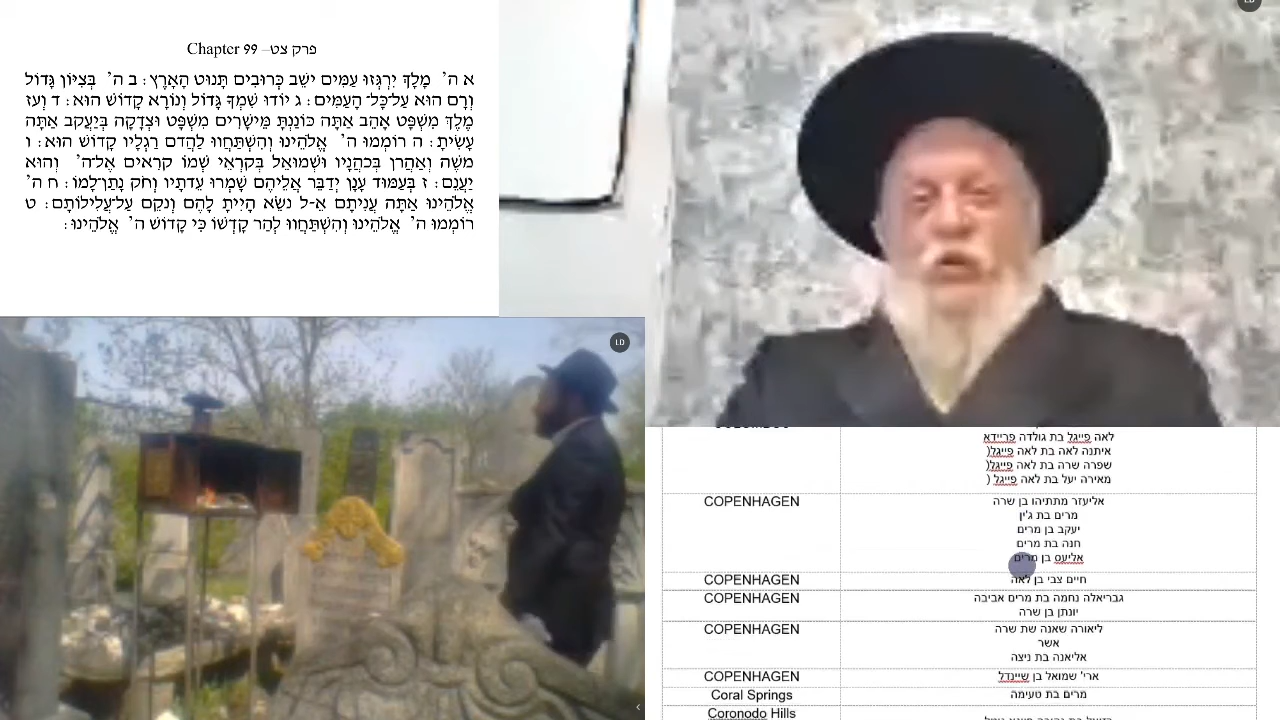 פרק צט– Chapter 99
א ה' מָלָךְ יִרְגְּזוּ עַמִּים יֹשֵׁב כְּרוּבִים תָּנוּט הָאָרֶץ: ב ה' בְּצִיּוֹן גָּדוֹל
וְרָם הוּא עַל־כָּל־ הָעַמִּים: ג יוֹדוּ שִׁמְךָ גָּדוֹל וְנוֹרָא קָדוֹשׁ הוּא: ד וְעֹז
מֶלֶךְ מִשְׁפָּט אָהֵב אַתָּה כּוֹנַנְתָּ מֵישָׁרִים מִשְׁפָּט וּצְדָקָה בְּיַעֲקֹב אַתָּה
עָשִׂיתָ: ה רוֹמְמוּ ה' אֱלֹהֵינוּ וְהִשְׁתַּחֲווּ לַהֲדֹם רַגְלָיו קָדוֹשׁ הוּא: ו
מֹשֶׁה וְאַהֲרֹן בְּכֹהֲנָיו וּשְׁמוּאֵל בְּקֹרְאֵי שְׁמוֹ קֹרִאים אֶל־ה' וְהוּא
יַעֲנֵם: ז בְּעַמּוּד עָנָן יְדַבֵּר אֲלֵיהֶם שָׁמְרוּ עֵדֹתָיו וְחֹק נָתַן־לָמוֹ: ח ה'
אֱלֹהֵינוּ אַתָּה עֲנִיתָם אֵ-ל נֹשֵׂא הָיִיתָ לָהֶם וְנֹקֵם עַל־עֲלִילוֹתָם: ט
רוֹמְמוּ ה' אֱלֹהֵינוּ וְהִשְׁתַּחֲווּ לְהַר קָדְשׁוֹ כִּי קָדוֹשׁ ה' אֱלֹהֵינוּ:
LD
לאה פייגל בת גולדה פריידא
איתנה לאה בת לאה פייגל(
שפרה שרה בת לאה פייגל(
מאירה יעל בת לאה פייגל (
COPENHAGEN אליעזר מתתיהו בן שרה
מרים בת ג'ין
יעקב בן מרים
חנה בת מרים
אליעס בן מרים
COPENHAGEN חיים צבי בן לאה
COPENHAGEN גבריאלה נחמה בת מרים אביבה
יונתן בן שרה
COPENHAGEN ליאורה שאנה שת שרה
אשר
אליאנה בת ניצה
COPENHAGEN ארי' שמואל בן שיינדל
Coral Springs מרים בת טעימה
Coronodo Hills